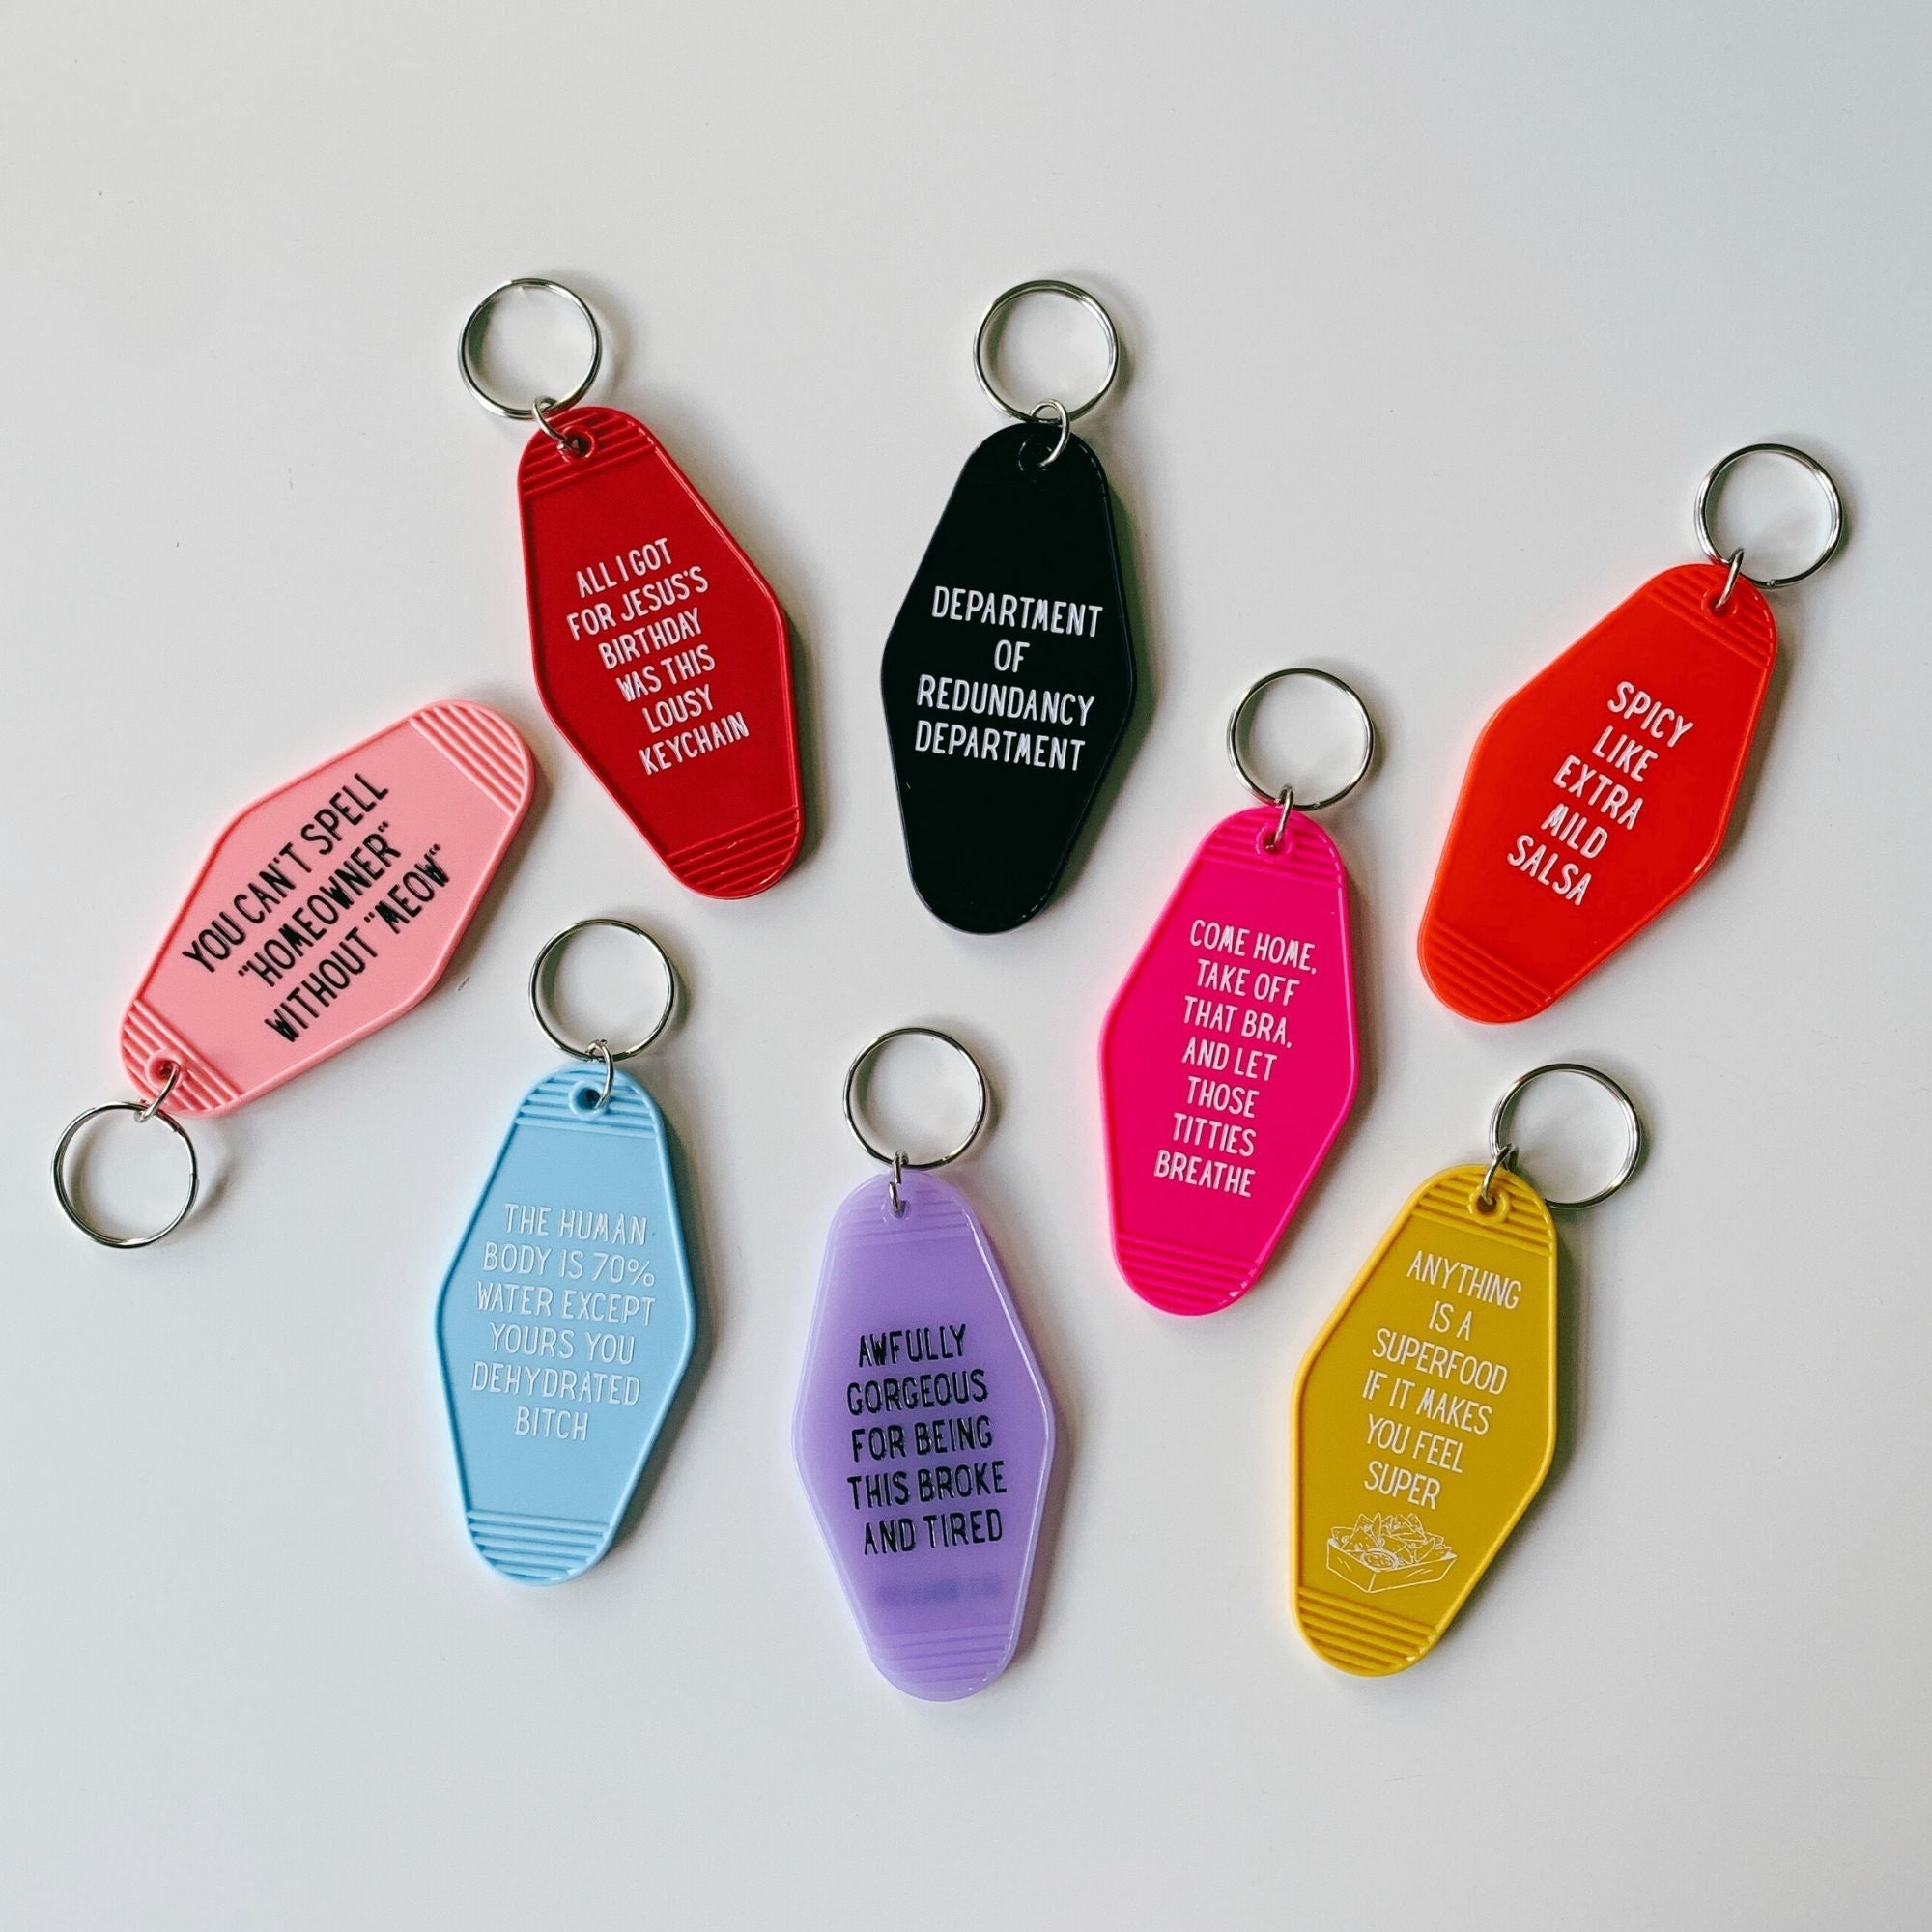 ALL I GOT
FOR JESUS'S
BIRTHDAY
WAS THIS
LOUSY
KEYCHAIN
DEPARTMENT
OF
REDUNDANCY
DEPARTMENT
SPICY
LIKE
EXTRA
MILD
SALSA
YOU CAN'T SPELL
"HOMEOWNER"
WITHOUT "MEOW"
COME HOME,
TAKE OFF
THAT BRA,
AND LET
THOSE
TITTIES
BREATHE
THE HUMAN
BODY IS 70%
WATER EXCEPT
YOURS YOU
DEHYDRATED
BITCH
AWFULLY
GORGEOUS
FOR BEING
THIS BROKE
AND TIRED
ANYTHING
IS A
SUPERFOOD
IF IT MAKES
YOU FEEL
SUPER